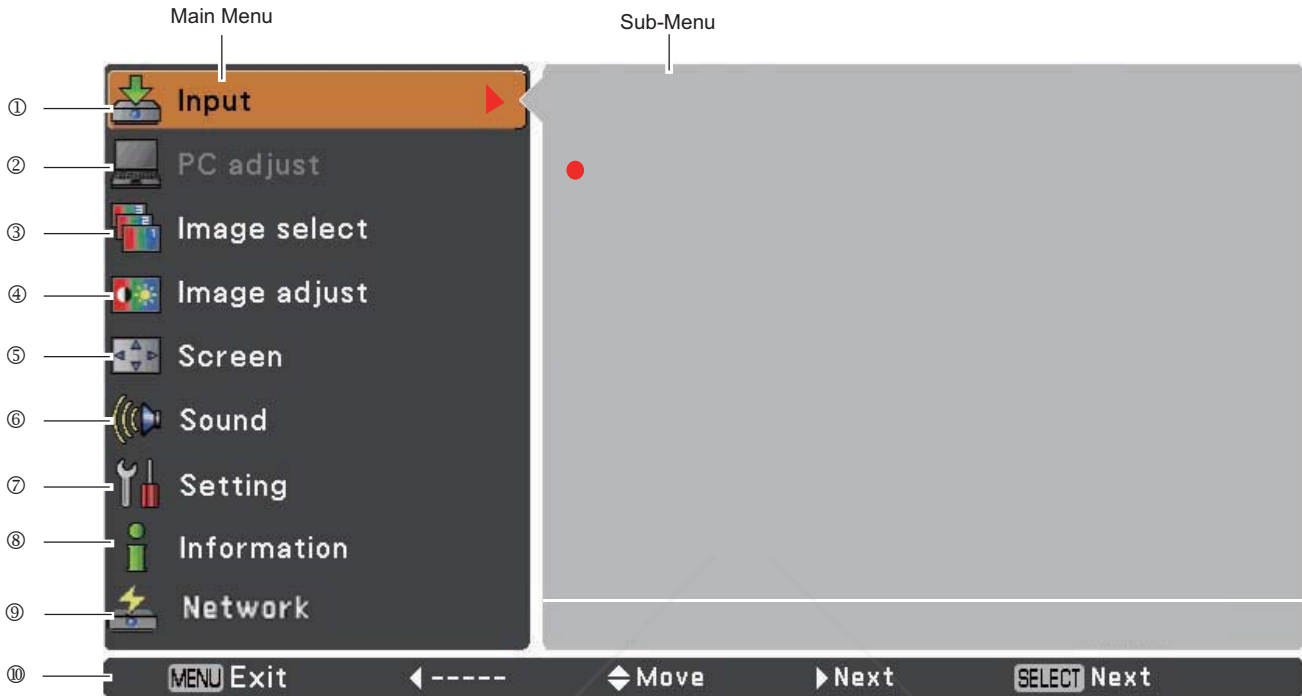 Main Menu
Sub-Menu
① Input
② PC adjust
③ Image select
④ Image adjust
⑤ Screen
⑥ Sound
⑦ Setting
⑧ Information
⑨ Network
⑩ MENU Exit ◀ ----- Move ▶ Next SELECT Next